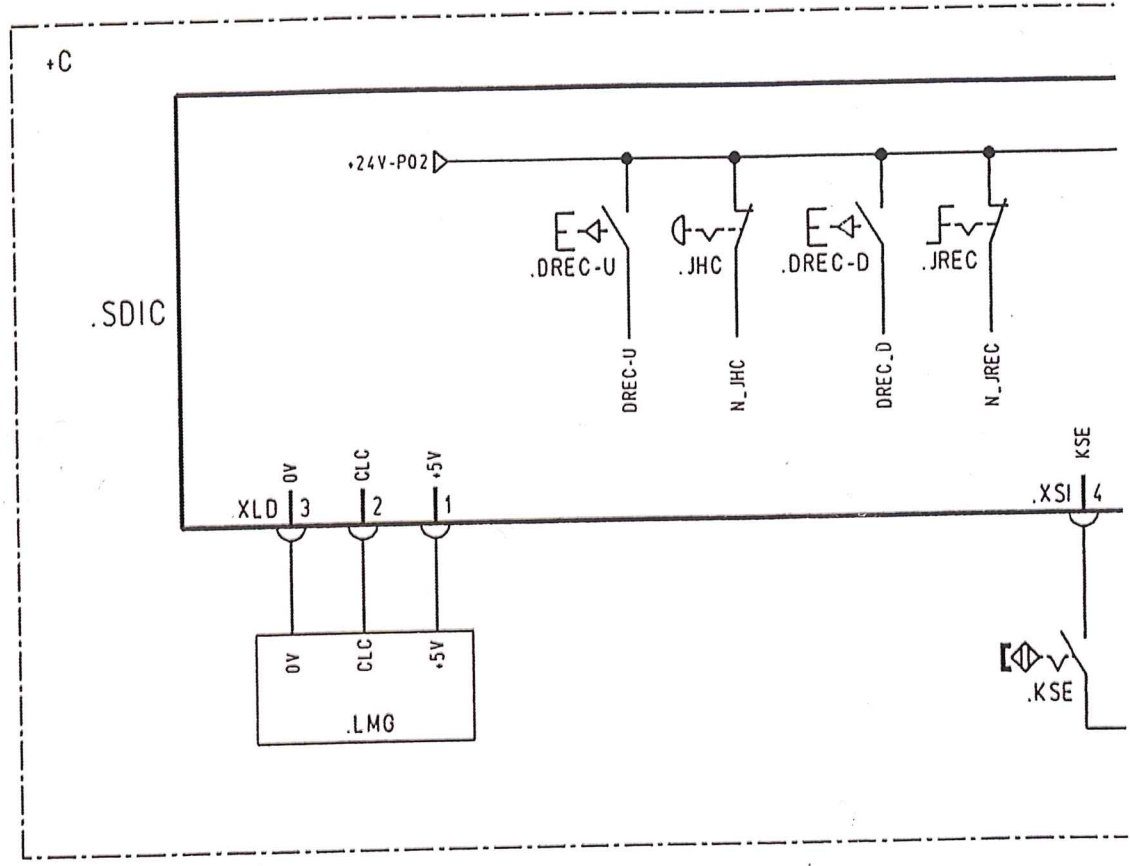 +C
+24V-P02
.DREC-U
.JHC
.DREC-D
.JREC
.SDIC
DREC-U
N_JHC
DREC_D
N_JREC
0V
CLC
+5V
KSE
.XLD 3
2
1
.XSI 4
0V
CLC
+5V
.LMG
.KSE